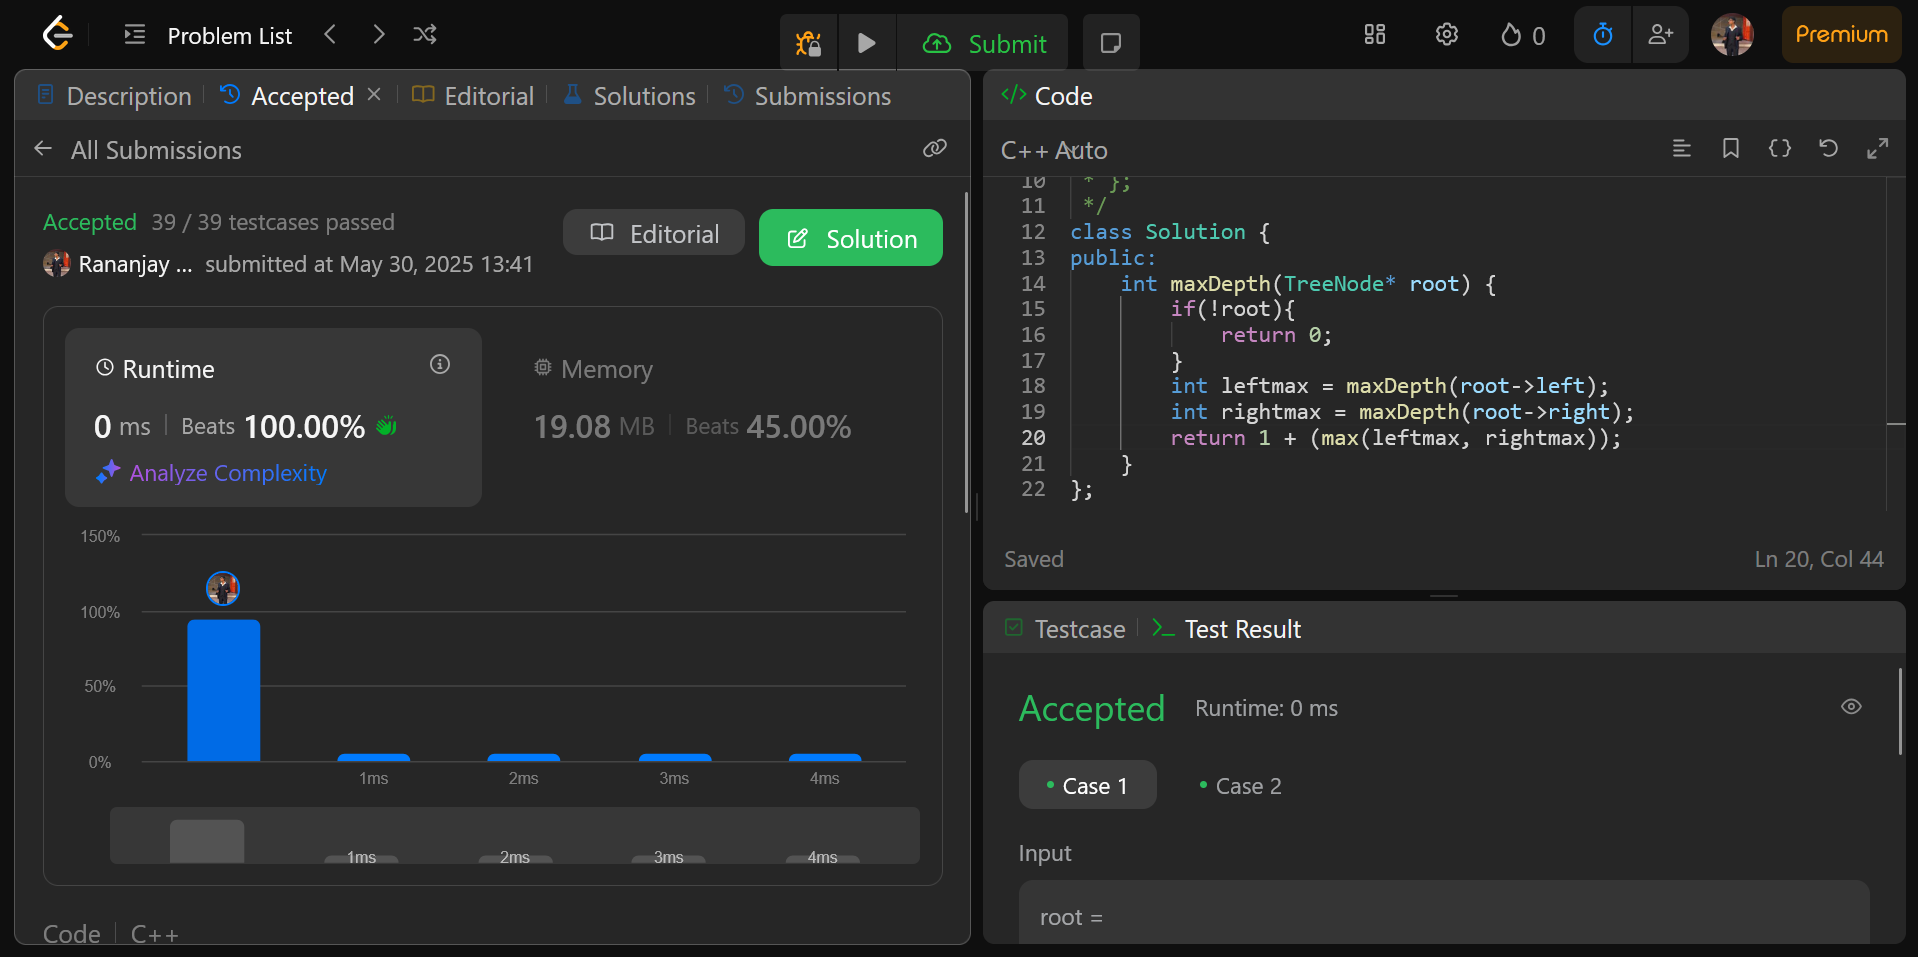 Problem List
Submit
0
Premium
Description
Accepted
Editorial
Solutions
Submissions
All Submissions
Accepted 39 / 39 testcases passed
Rananjay ... submitted at May 30, 2025 13:41
Editorial
Solution
Runtime
0 ms Beats 100.00%
Analyze Complexity
Memory
19.08 MB Beats 45.00%
150%
100%
50%
0%
1ms 2ms 3ms 4ms
1ms 2ms 3ms 4ms
Code C++
</> Code
C++ Auto
10 * };
11 */
12 class Solution {
13 public:
14 int maxDepth(TreeNode* root) {
15 if(!root){
16 return 0;
17 }
18 int leftmax = maxDepth(root->left);
19 int rightmax = maxDepth(root->right);
20 return 1 + (max(leftmax, rightmax));
21 }
22 };
Saved
Ln 20, Col 44
Testcase
Test Result
Accepted Runtime: 0 ms
Case 1
Case 2
Input
root =